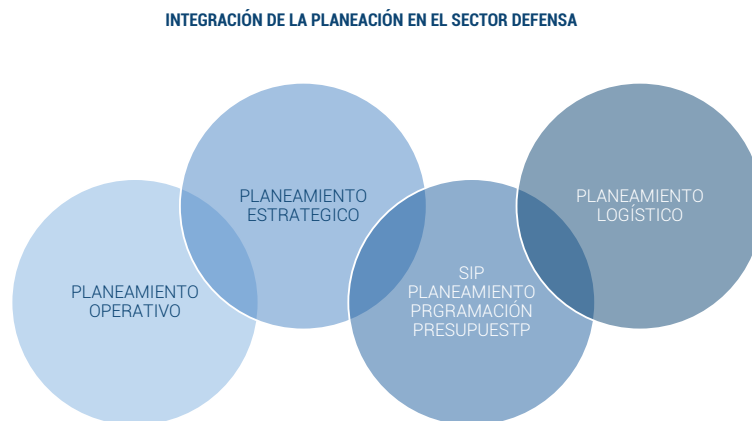 INTEGRACIÓN DE LA PLANEACIÓN EN EL SECTOR DEFENSA
PLANEAMIENTO
OPERATIVO
PLANEAMIENTO
ESTRATEGICO
SIP
PLANEAMIENTO
PRGRAMACIÓN
PRESUPUESTP
PLANEAMIENTO
LOGÍSTICO